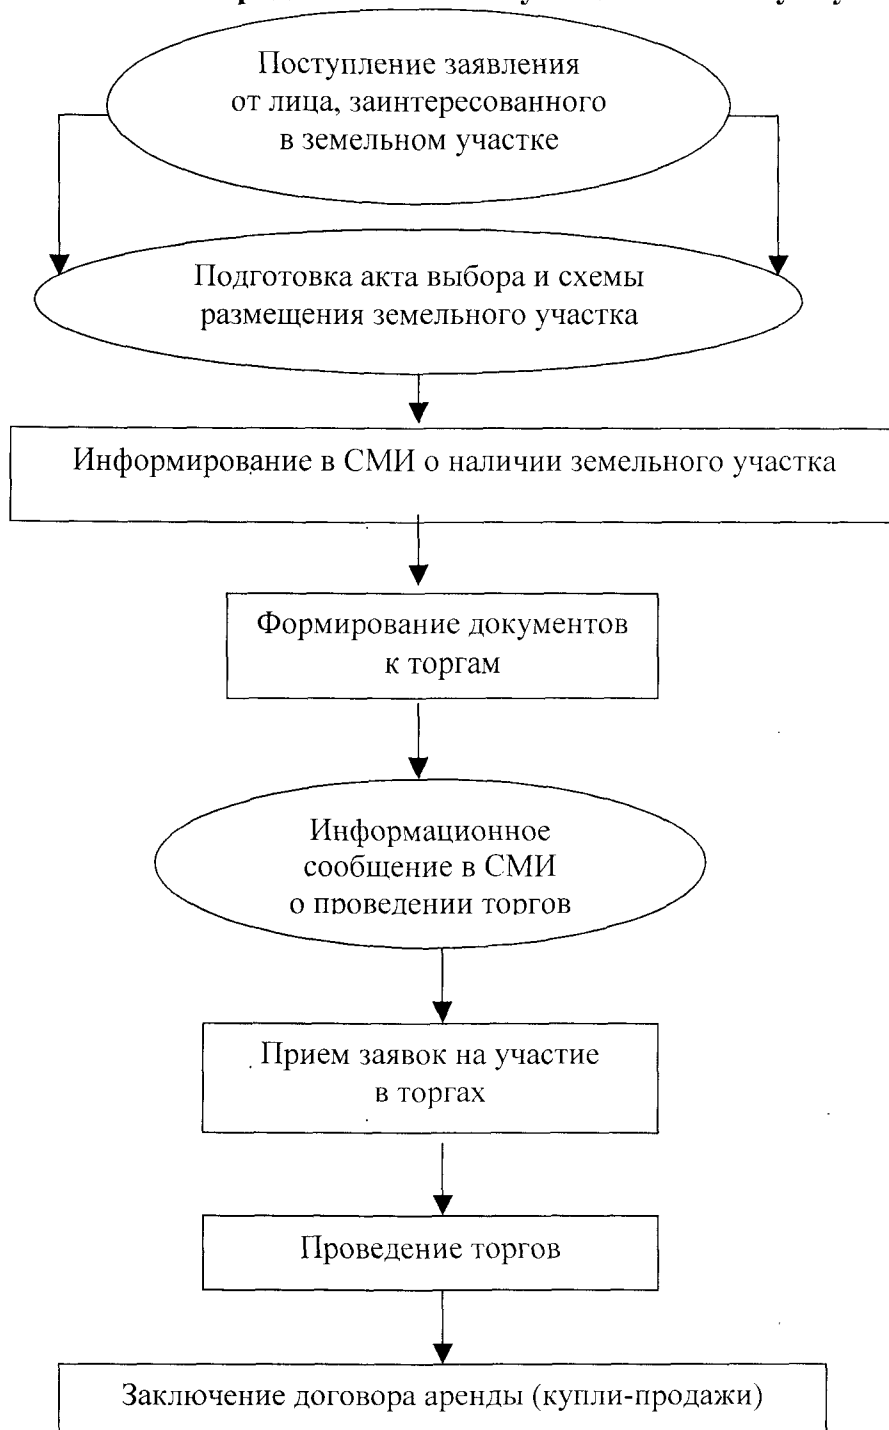 Поступление заявления
от лица, заинтересованного
в земельном участке
Подготовка акта выбора и схемы
размещения земельного участка
Информирование в СМИ о наличии земельного участка
Формирование документов
к торгам
Информационное
сообщение в СМИ
о проведении торгов
Прием заявок на участие
в торгах
Проведение торгов
Заключение договора аренды (купли-продажи)